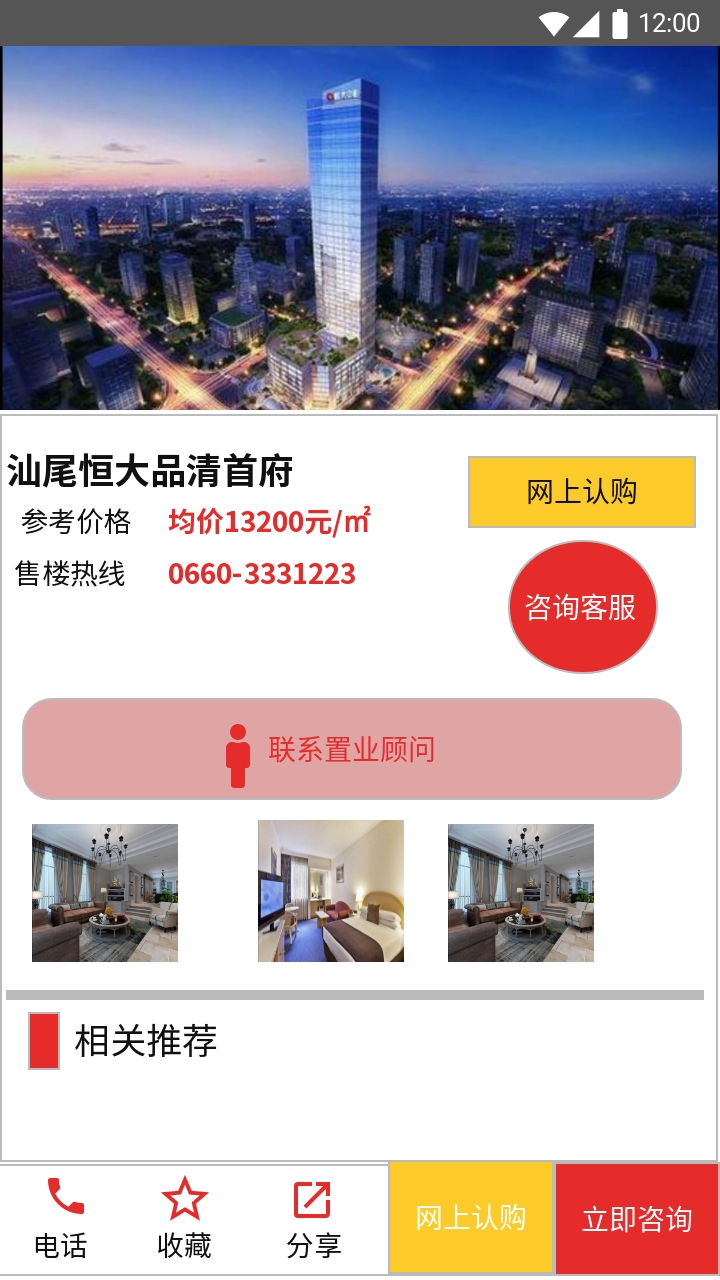 12:00
汕尾恒大品清首府
网上认购
参考价格 均价13200元/㎡
售楼热线 0660-3331223
咨询客服
联系置业顾问
相关推荐
电话 收藏 分享 网上认购 立即咨询